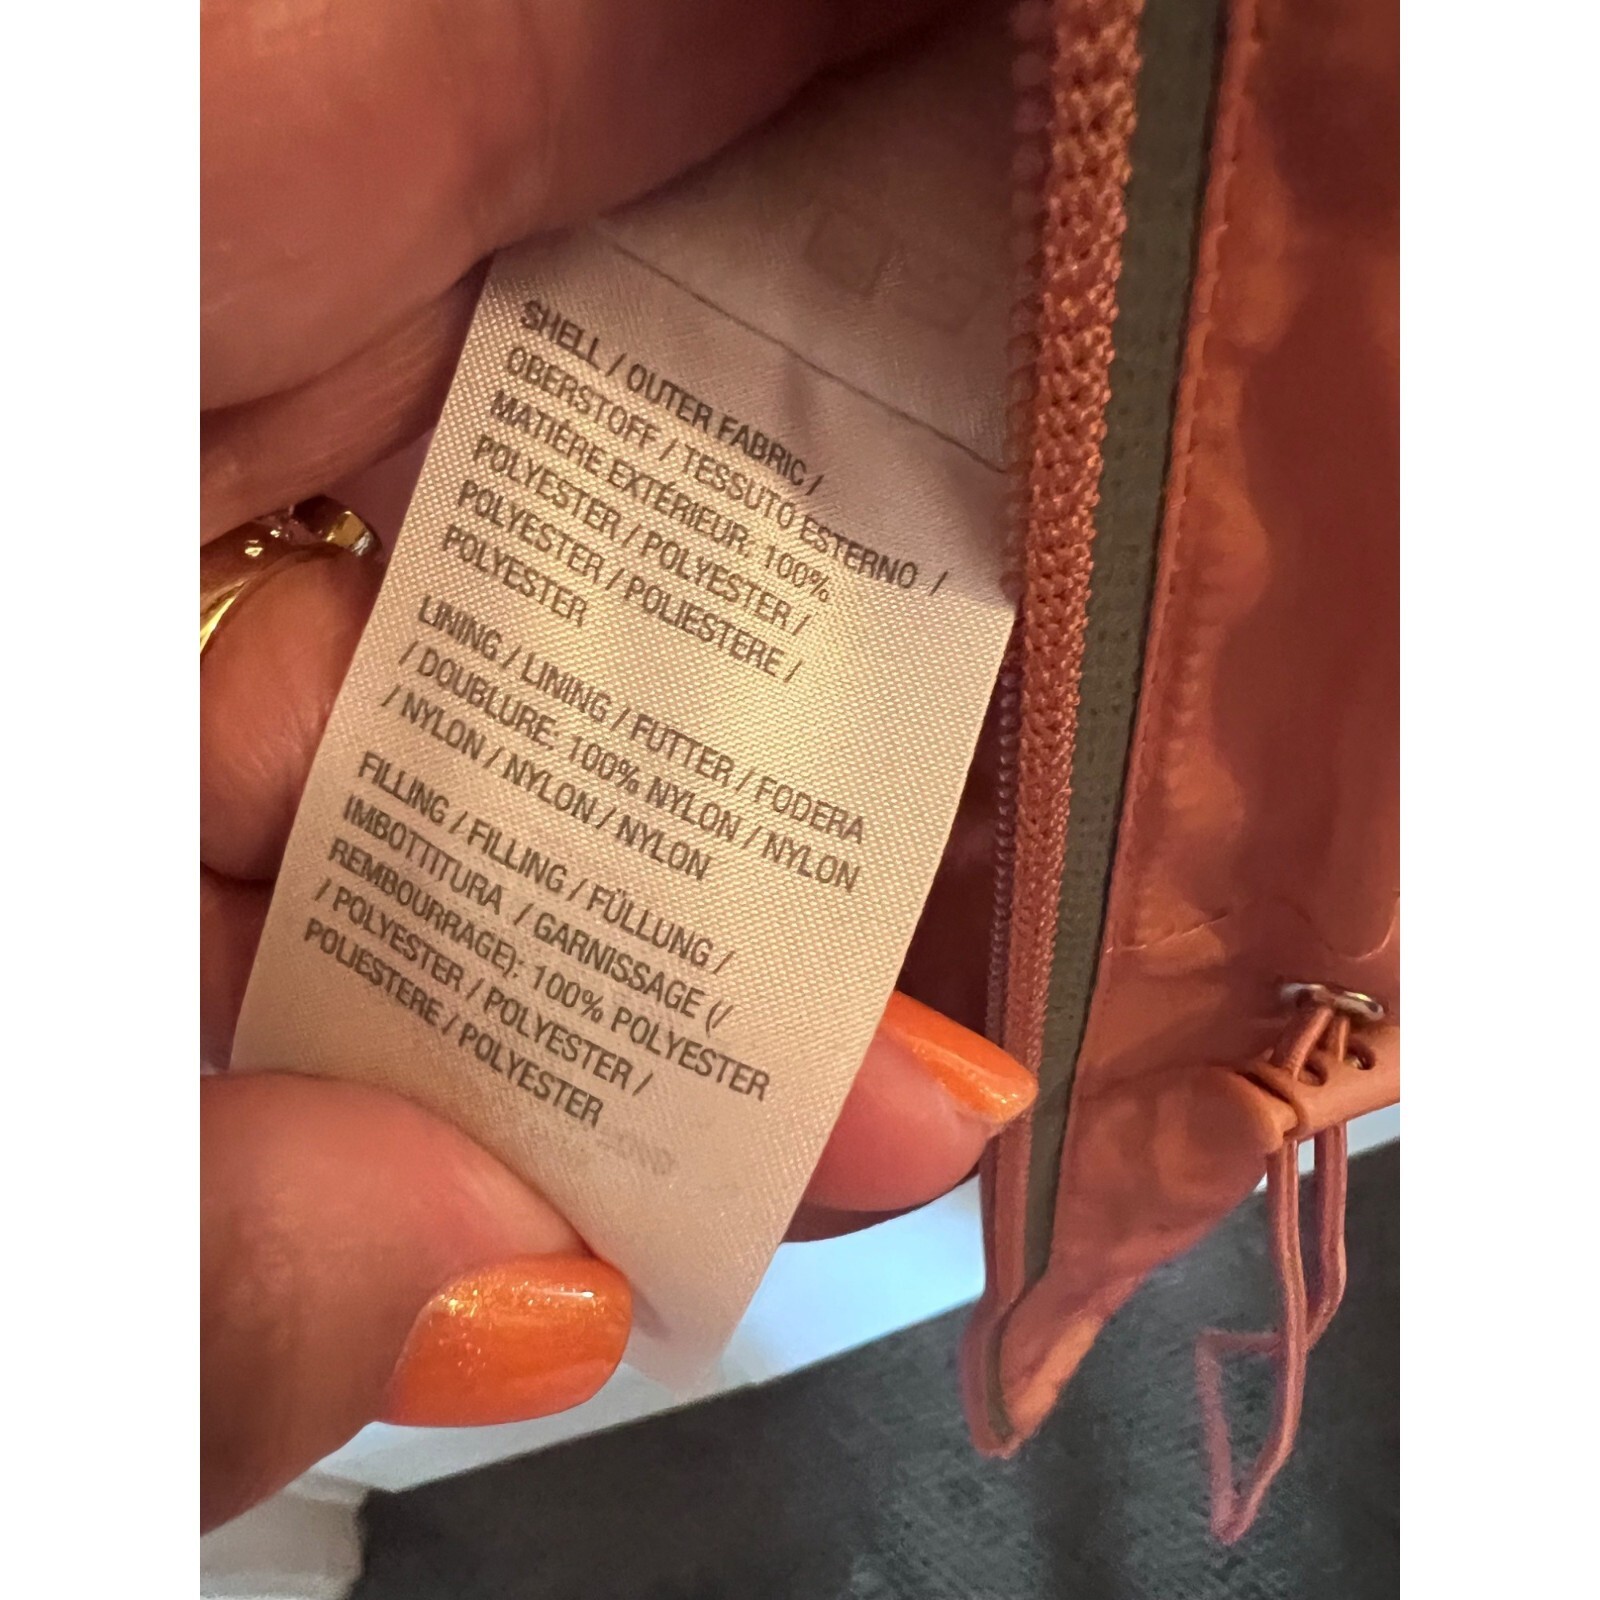 SHELL / OUTER FABRIC /
OBERSTOFF / TESSUTO ESTERNO /
MATIÈRE EXTÉRIEUR: 100%
POLYESTER / POLYESTER /
POLYESTER / POLIESTERE /
POLYESTER
LINING / LINING / FUTTER / FODERA
/ DOUBLURE: 100% NYLON / NYLON
/ NYLON / NYLON / NYLON
FILLING / FILLING / FÜLLUNG /
IMBOTTITURA / GARNISSAGE (/
REMBOURRAGE): 100% POLYESTER
/ POLYESTER / POLYESTER /
POLIESTERE / POLYESTER